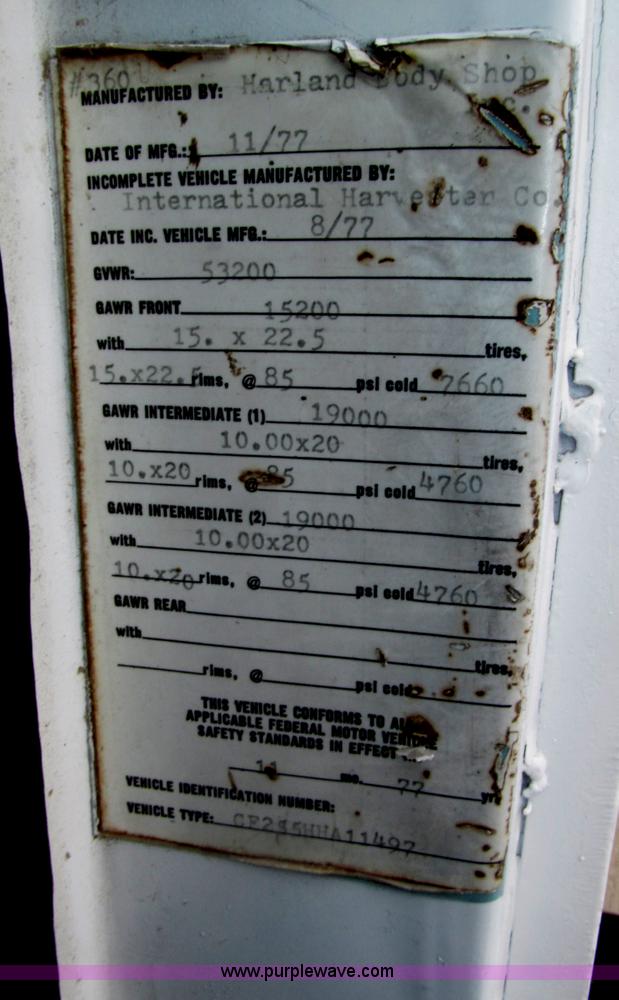 #360
MANUFACTURED BY: Harland Body Shop
DATE OF MFG.: 11/77
INCOMPLETE VEHICLE MANUFACTURED BY:
International Harvester Co.
DATE INC. VEHICLE MFG.: 8/77
GVWR: 53200
GAWR FRONT 15200
with 15. x 22.5 tires,
15.x22.5 rims, @ 85 psi cold 7660
GAWR INTERMEDIATE (1) 19000
with 10.00x20 tires,
10.x20 rims, @ 85 psi cold 4760
GAWR INTERMEDIATE (2) 19000
with 10.00x20 tires,
10.x20 rims, @ 85 psi cold 4760
GAWR REAR
with tires,
rims, @ psi cold
THIS VEHICLE CONFORMS TO ALL
APPLICABLE FEDERAL MOTOR VEHICLE
SAFETY STANDARDS IN EFFECT
11 mo. 77 yr.
VEHICLE IDENTIFICATION NUMBER:
VEHICLE TYPE:
www.purplewave.com